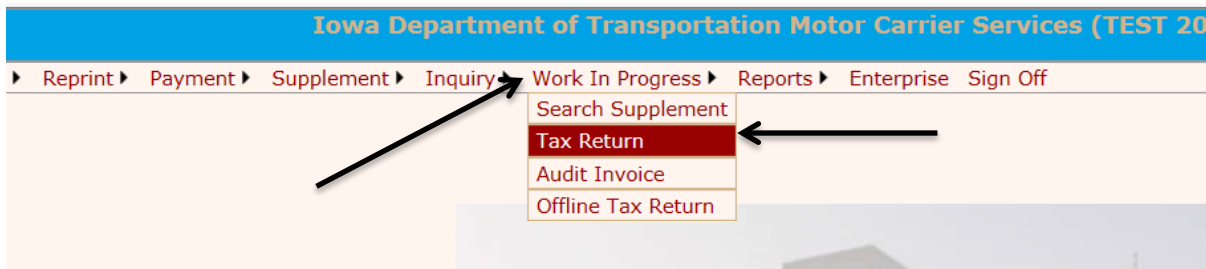 Iowa Department of Transportation Motor Carrier Services (TEST 20
Reprint Payment Supplement Inquiry Work In Progress Reports Enterprise Sign Off
Search Supplement
Tax Return
Audit Invoice
Offline Tax Return